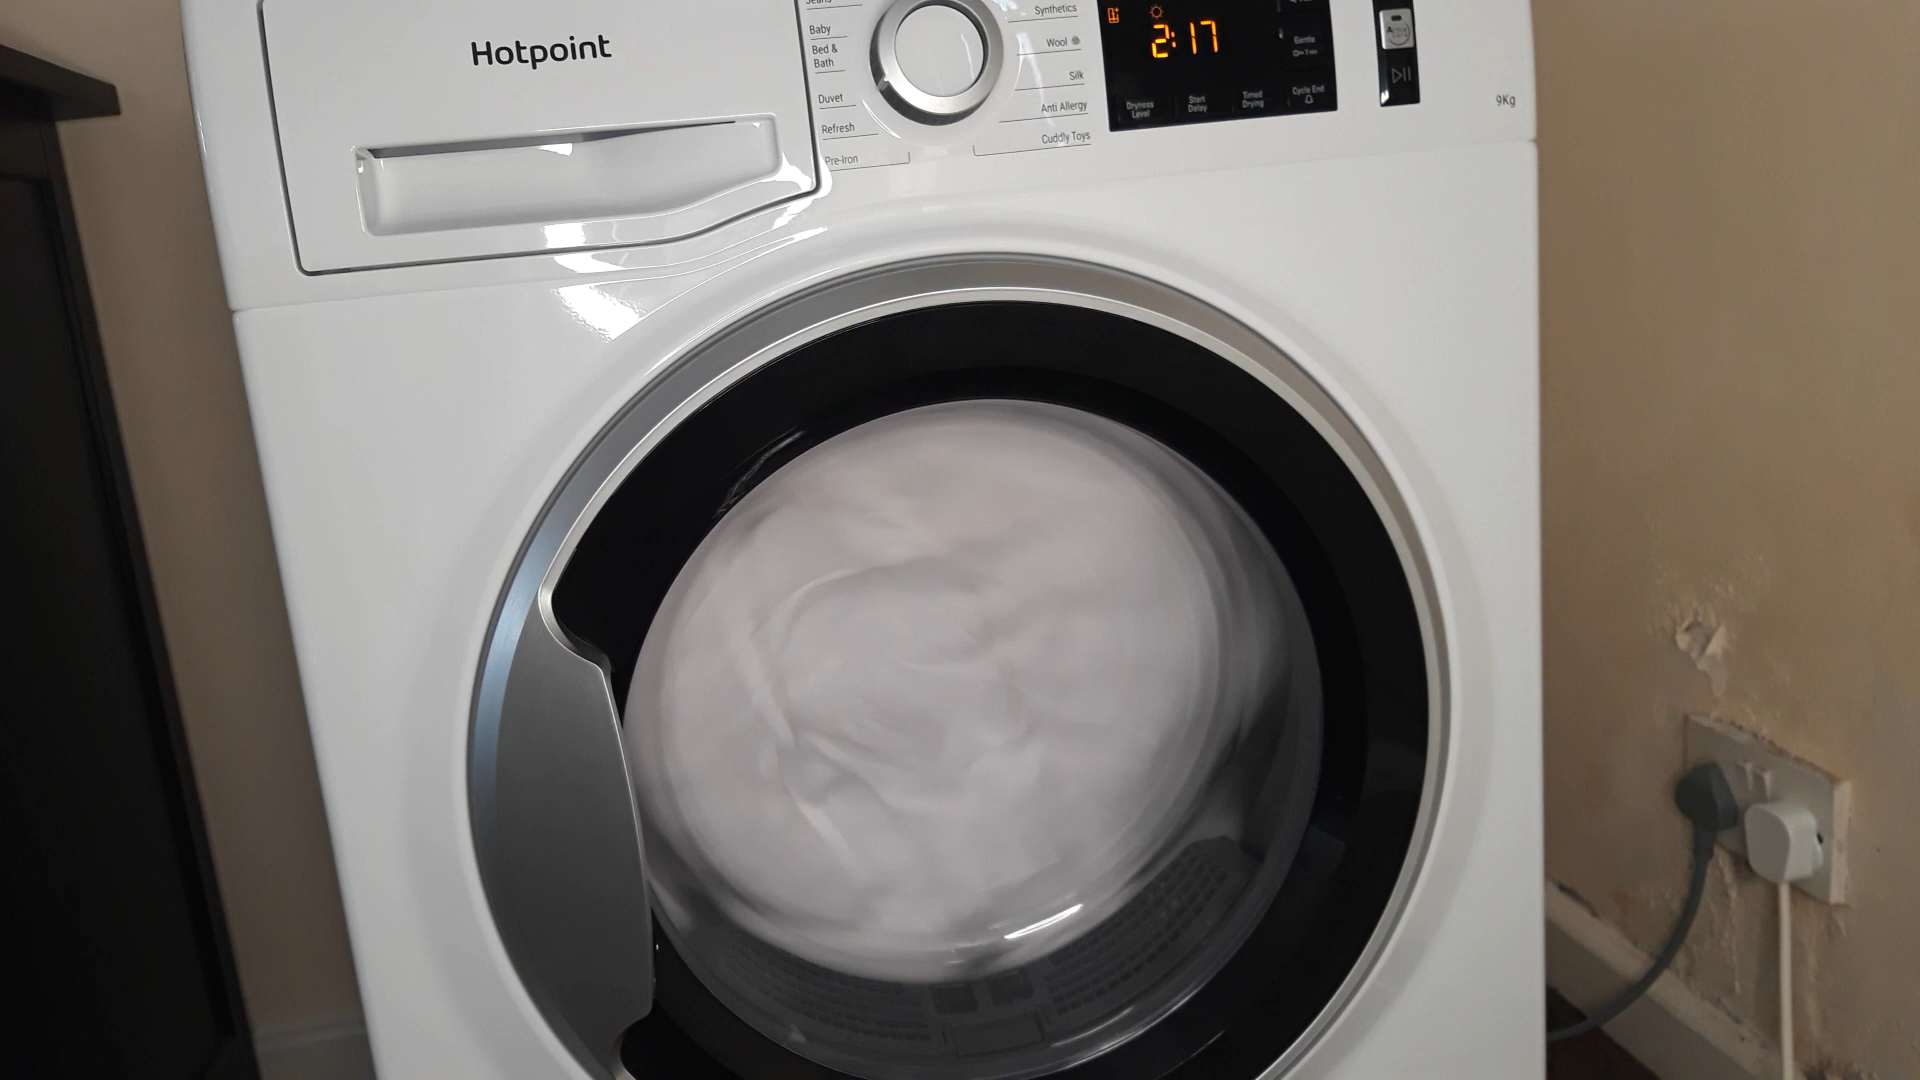 Hotpoint
Jeans
Baby
Bed &
Bath
Duvet
Refresh
Pre-Iron
Synthetics
Wool
Silk
Anti Allergy
Cuddly Toys
2:17
Gentle
Dryness
Level
Start
Delay
Timed
Drying
Cycle End
9Kg